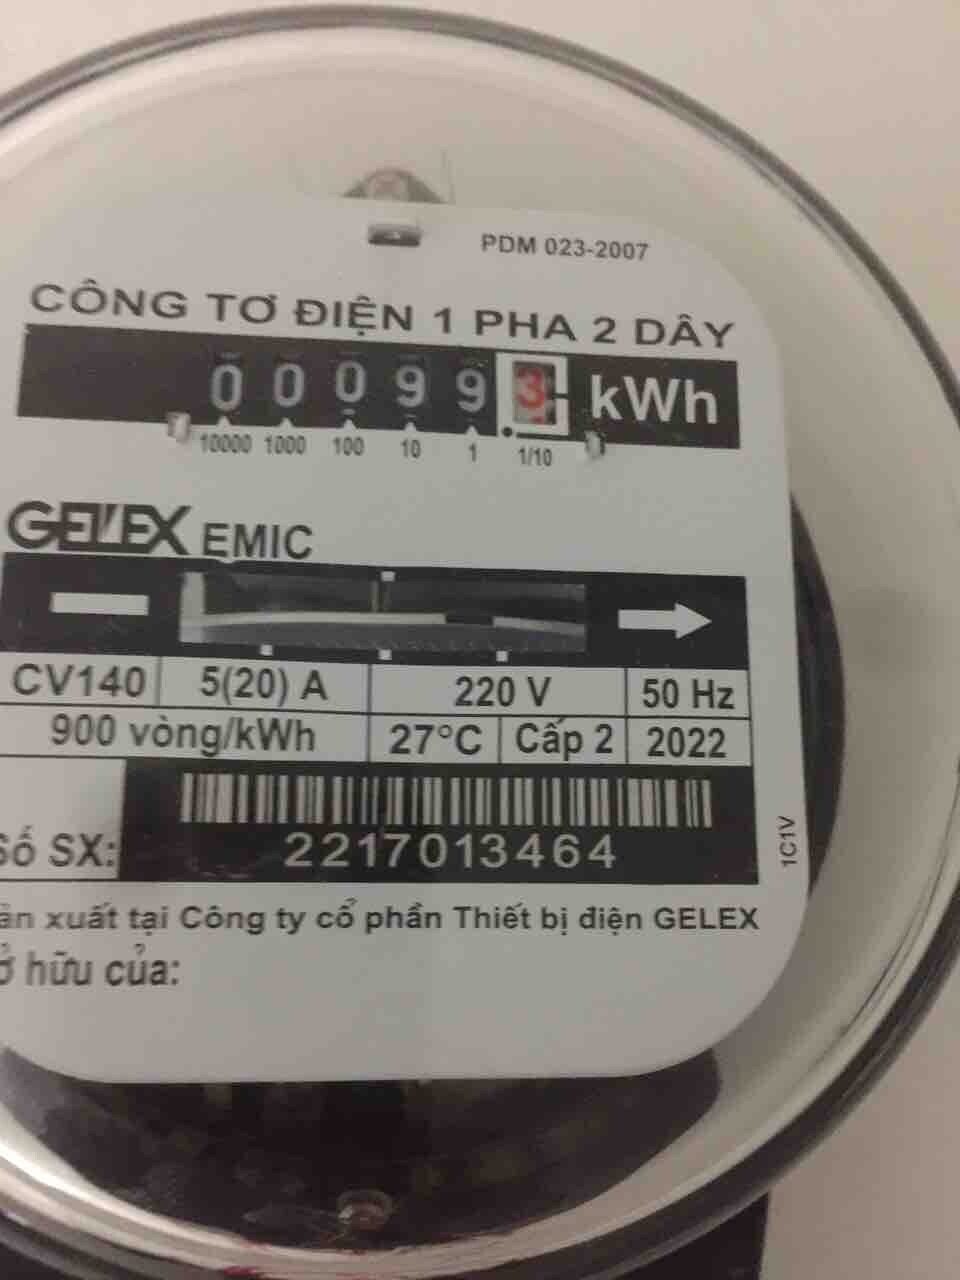 PDM 023-2007
CÔNG TƠ ĐIỆN 1 PHA 2 DÂY
0 0 0 9 9 3 kWh
10000 1000 100 10 1 1/10
GELEX EMIC
CV140 5(20) A 220 V 50 Hz
900 vòng/kWh 27°C Cấp 2 2022
Số SX: 2217013464
1C1V
ản xuất tại Công ty cổ phần Thiết bị điện GELEX
ở hữu của: